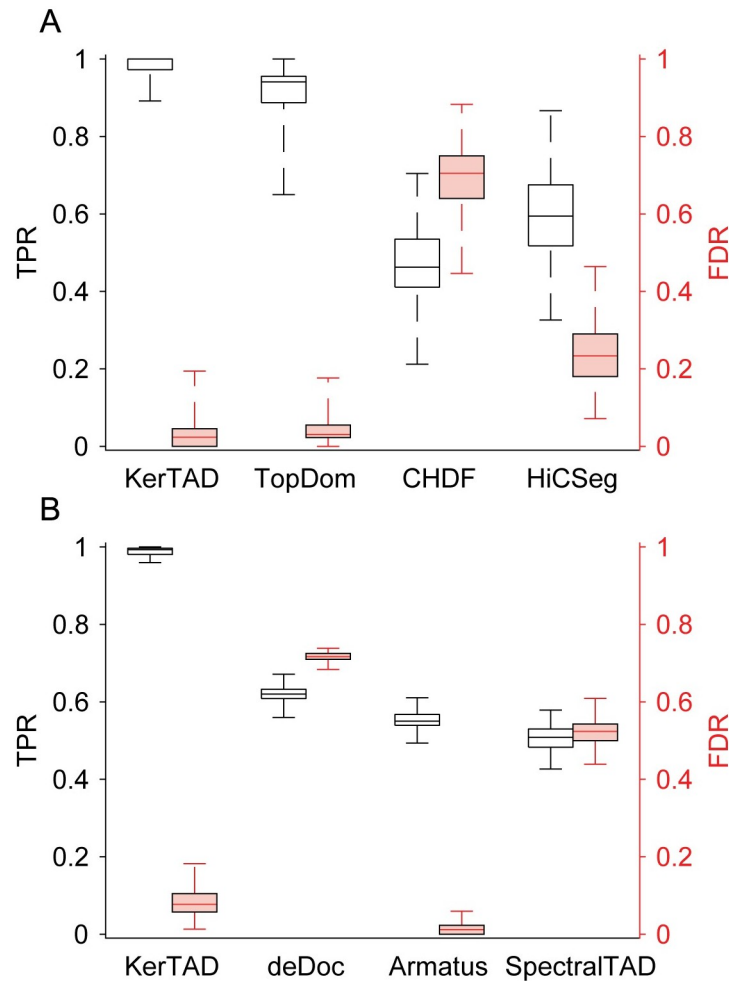 A
1 1
0.8 0.8
0.6 0.6
TPR FDR
0.4 0.4
0.2 0.2
0 0
KerTAD TopDom CHDF HiCSeg
B
1 1
0.8 0.8
0.6 0.6
TPR FDR
0.4 0.4
0.2 0.2
0 0
KerTAD deDoc Armatus SpectralTAD